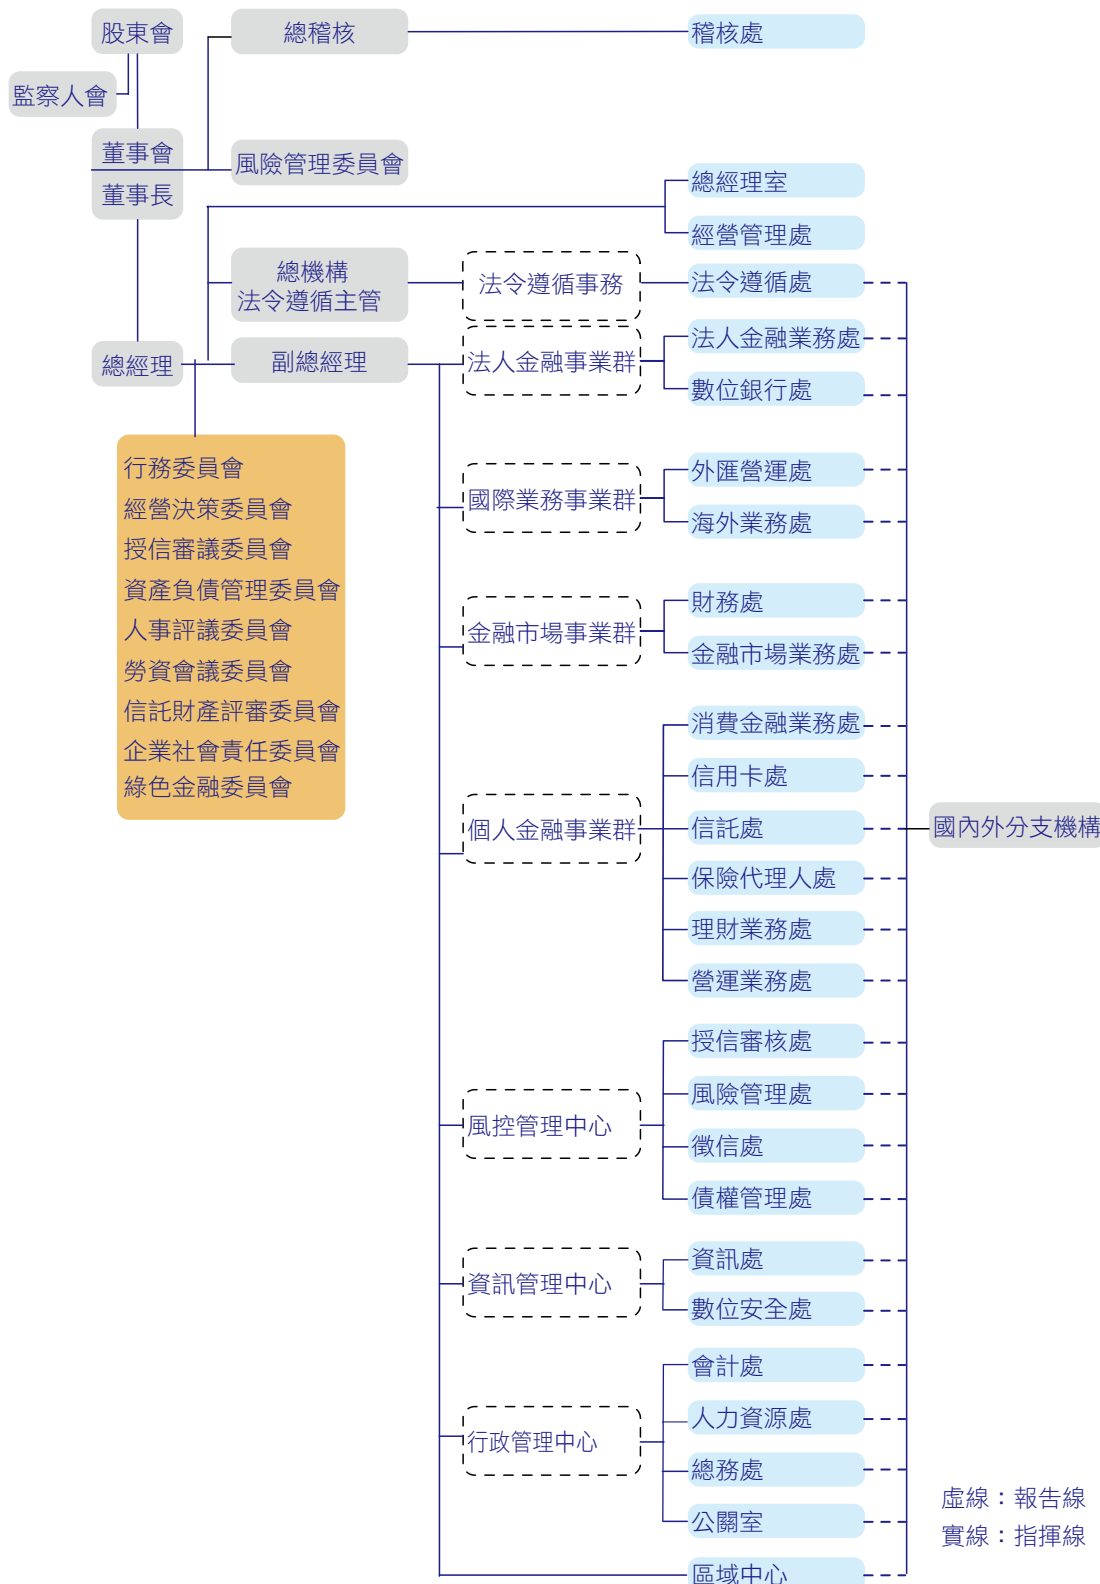 股東會
監察人會
董事會
董事長
總經理
總稽核
風險管理委員會
總機構
法令遵循主管
副總經理
行務委員會
經營決策委員會
授信審議委員會
資產負債管理委員會
人事評議委員會
勞資會議委員會
信託財產評審委員會
企業社會責任委員會
綠色金融委員會
法令遵循事務
法人金融事業群
國際業務事業群
金融市場事業群
個人金融事業群
風控管理中心
資訊管理中心
行政管理中心
稽核處
總經理室
經營管理處
法令遵循處
法人金融業務處
數位銀行處
外匯營運處
海外業務處
財務處
金融市場業務處
消費金融業務處
信用卡處
信託處
保險代理人處
理財業務處
營運業務處
授信審核處
風險管理處
徵信處
債權管理處
資訊處
數位安全處
會計處
人力資源處
總務處
公關室
區域中心
國內外分支機構
虛線：報告線
實線：指揮線